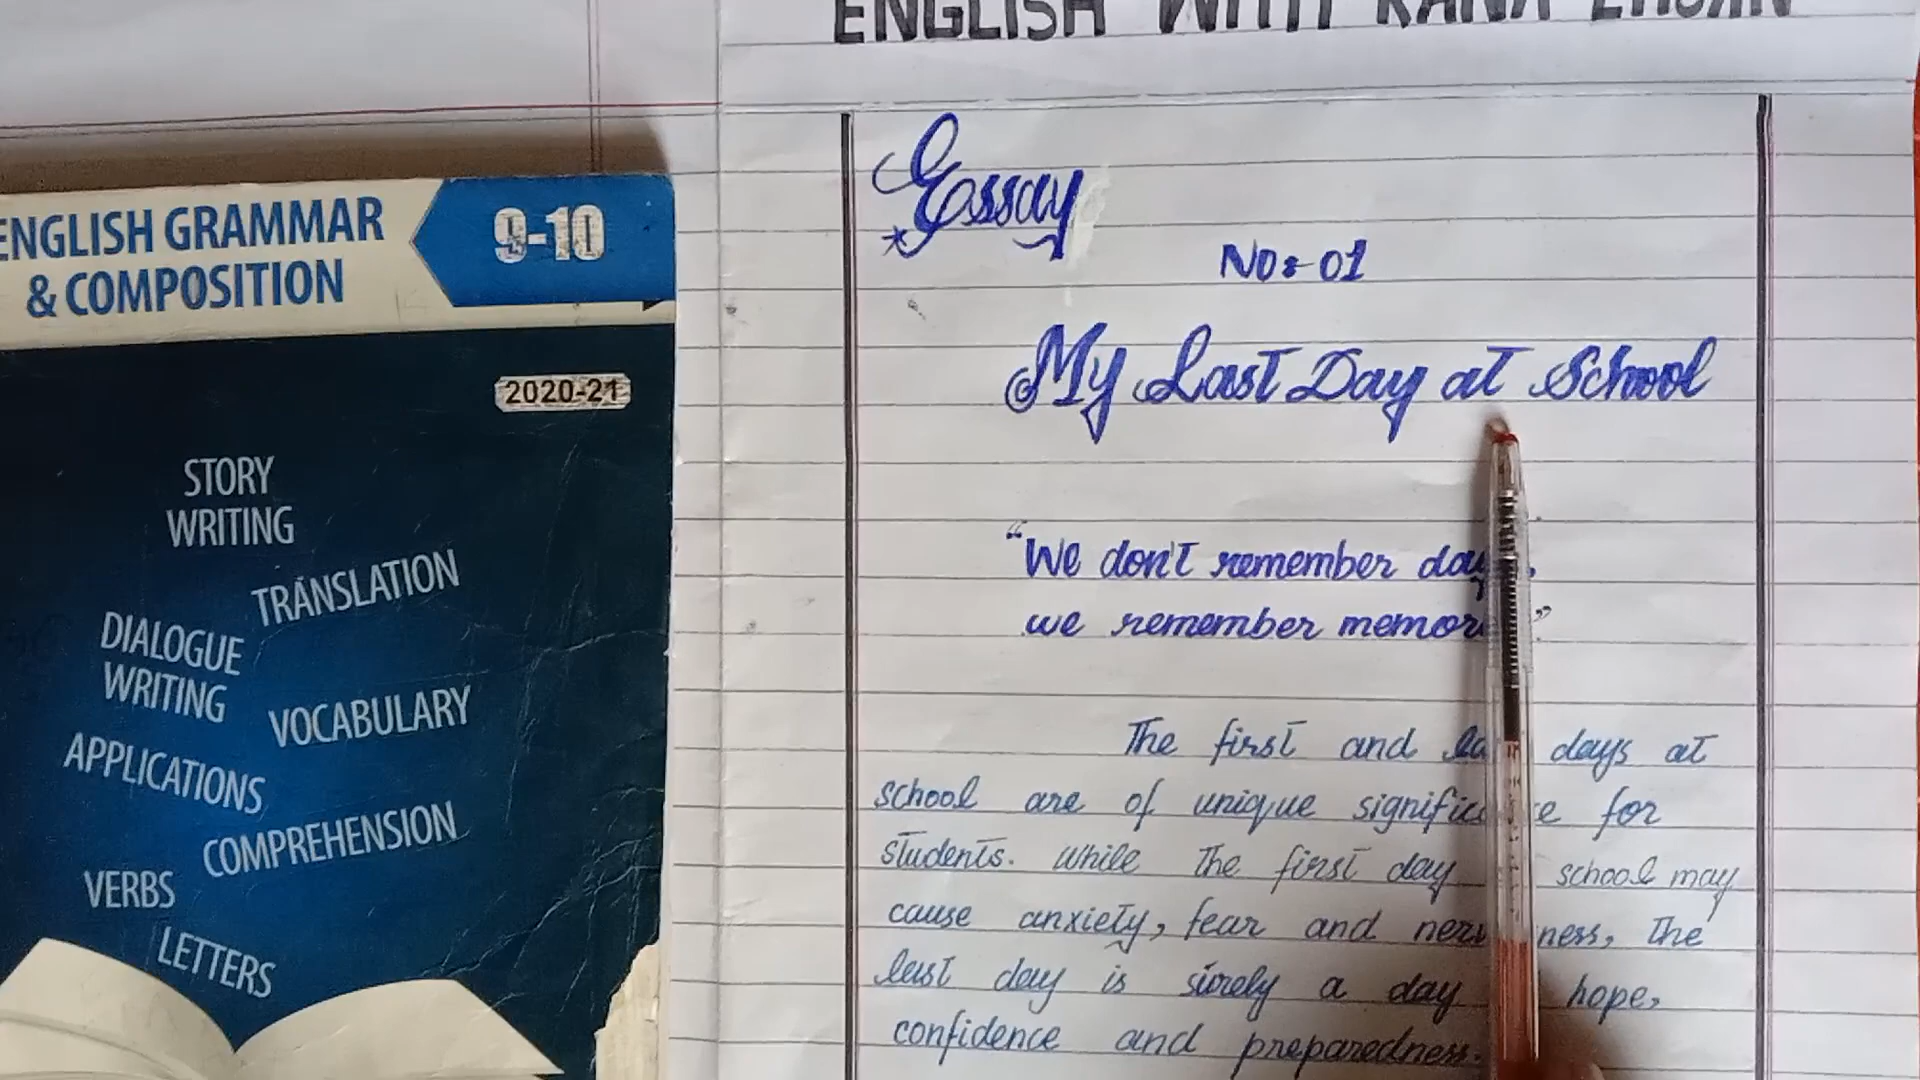 ENGLISH WITH RANA
ENGLISH GRAMMAR
& COMPOSITION
9-10
2020-21
STORY
WRITING
TRANSLATION
DIALOGUE
WRITING
VOCABULARY
APPLICATIONS
COMPREHENSION
VERBS
LETTERS
Essay
No: 01
My Last Day at School
"We don't remember
we remember "
The first and days at
school are of unique for
students. While the first day school may
cause anxiety, fear and the
last day is surely a day hope,
confidence and preparedness.